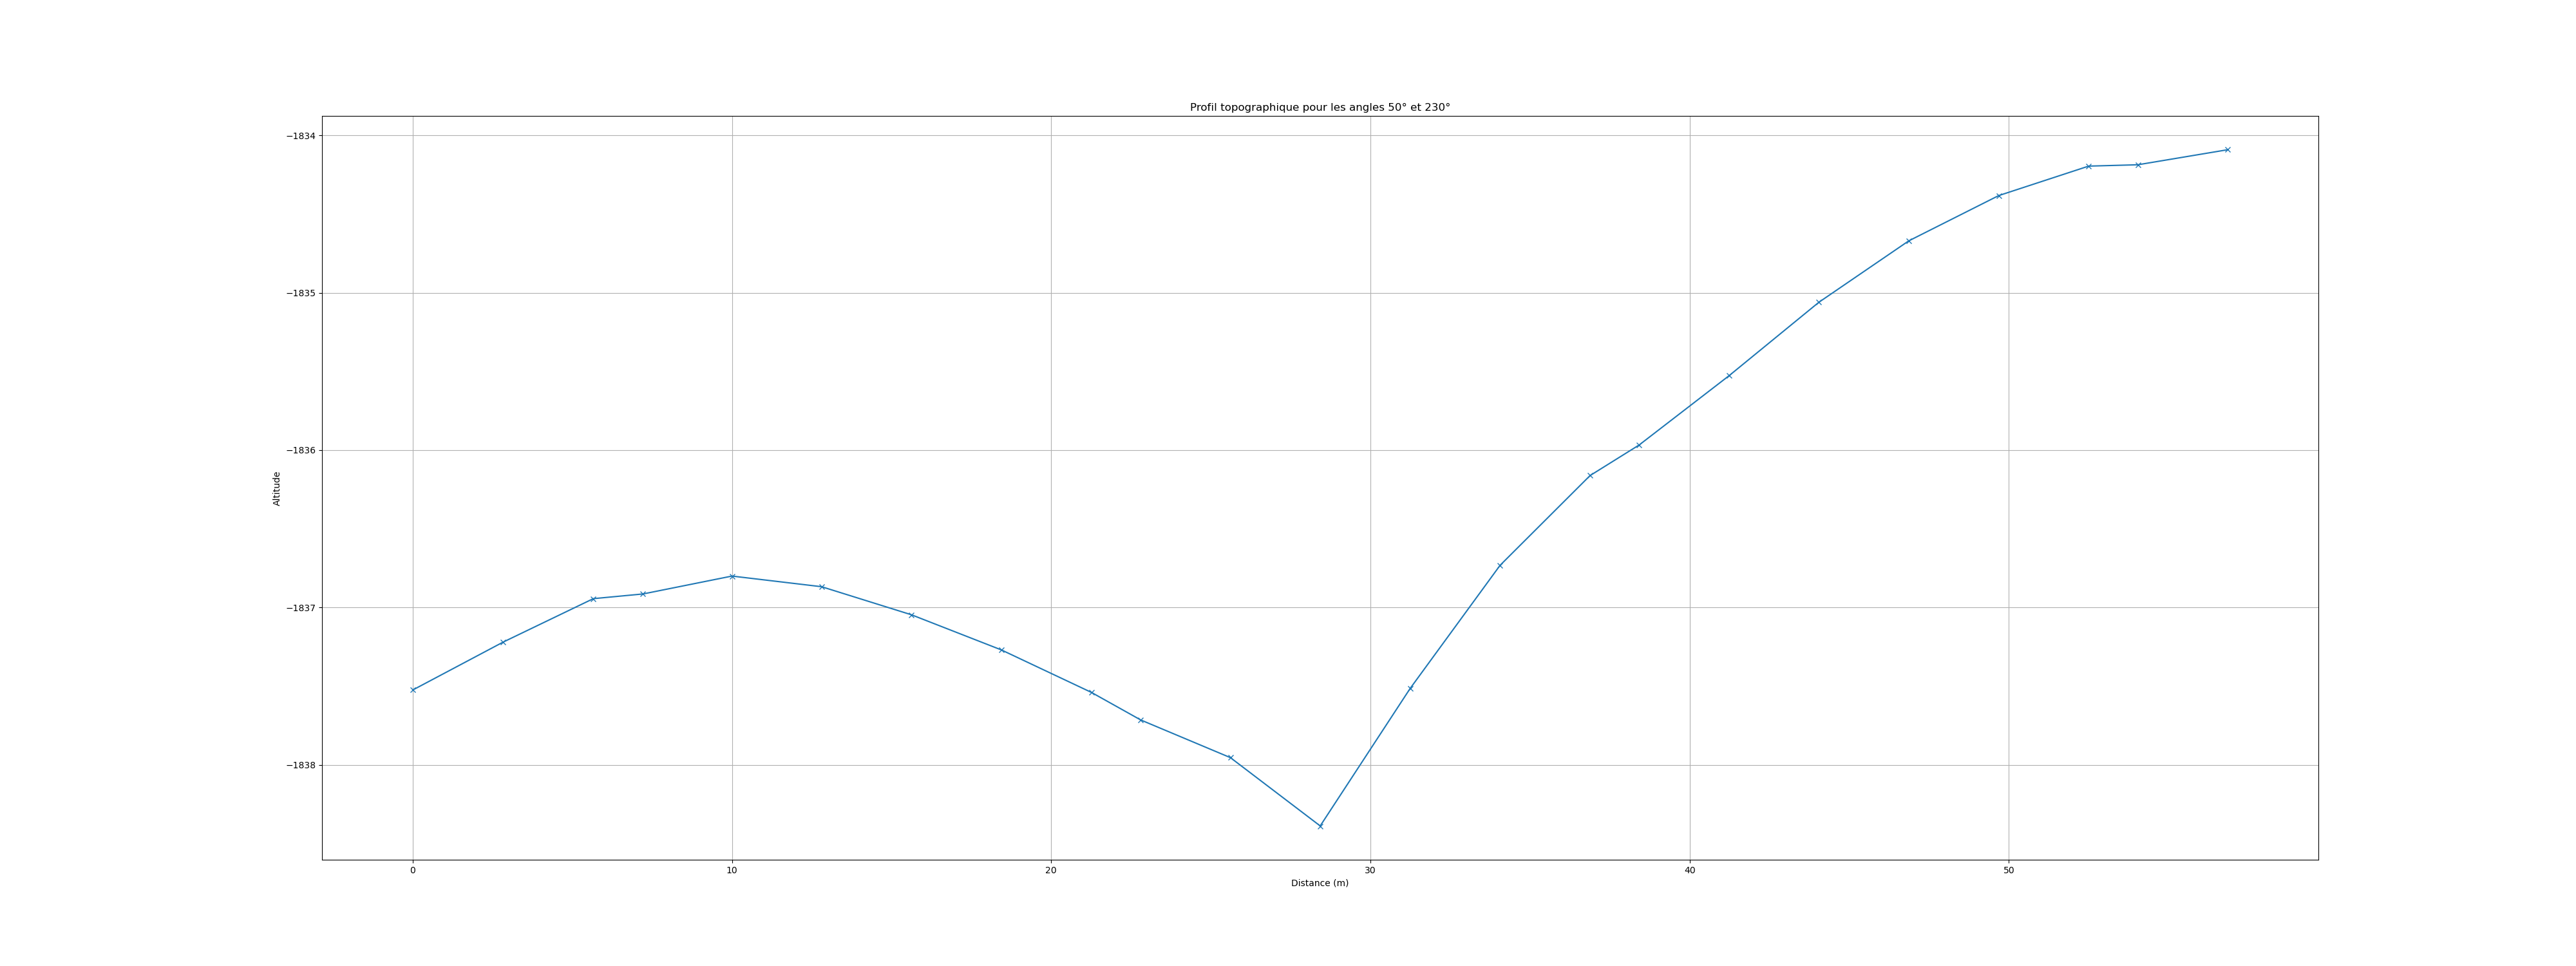 Profil topographique pour les angles 50° et 230°
−1834
−1835
−1836
−1837
−1838
Altitude
0 10 20 30 40 50
Distance (m)